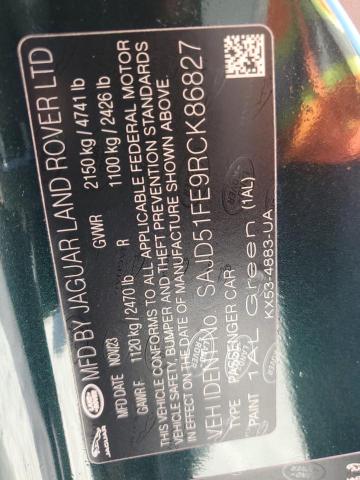 MFD BY JAGUAR LAND ROVER LTD
MFD DATE NOV/23 GVWR 2150 kg / 4741 lb
GAWR F 1120 kg / 2470 lb R 1100 kg / 2426 lb
THIS VEHICLE CONFORMS TO ALL APPLICABLE FEDERAL MOTOR
VEHICLE SAFETY, BUMPER AND THEFT PREVENTION STANDARDS
IN EFFECT ON THE DATE OF MANUFACTURE SHOWN ABOVE.
VEH IDENT NO SAJD51FE9RCK86827
TYPE PASSENGER CAR
PAINT 1AL Green (1AL)
KX53-4883-UA
JAGUAR